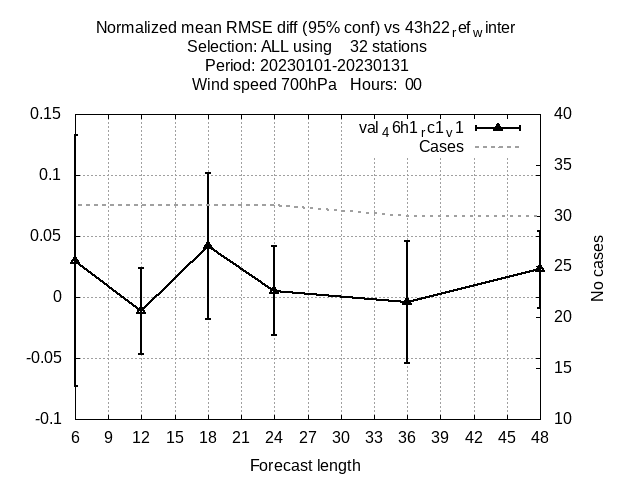 Normalized mean RMSE diff (95% conf) vs 43h22refwinter
Selection: ALL using 32 stations
Period: 20230101-20230131
Wind speed 700hPa Hours: 00
0.15
0.1
0.05
0
-0.05
-0.1
40
35
30
25
20
15
10
val46h1rc1v1
Cases
No cases
6 9 12 15 18 21 24 27 30 33 36 39 42 45 48
Forecast length